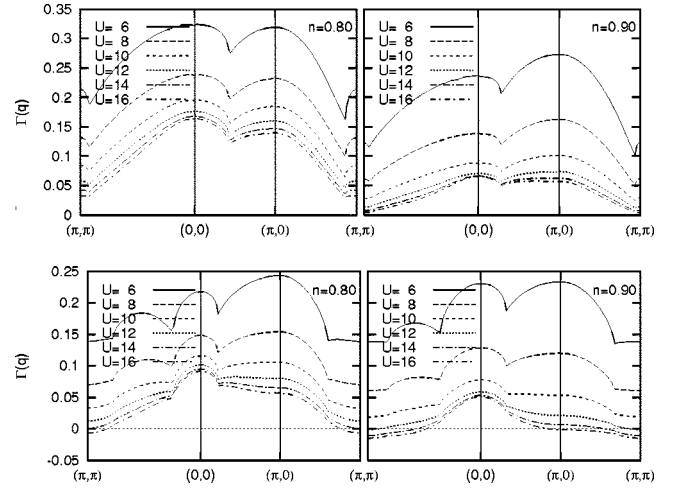 0.35
0.3
0.25
0.2
0.15
0.1
0.05
0
Γ(q)
U= 6
U= 8
U=10
U=12
U=14
U=16
n=0.80
(π,π) (0,0) (π,0) (π,π)
U= 6
U= 8
U=10
U=12
U=14
U=16
n=0.90
(π,π) (0,0) (π,0) (π,π)
0.25
0.2
0.15
0.1
0.05
0
-0.05
Γ(q)
U= 6
U= 8
U=10
U=12
U=14
U=16
n=0.80
(π,π) (0,0) (π,0) (π,π)
U= 6
U= 8
U=10
U=12
U=14
U=16
n=0.90
(π,π) (0,0) (π,0) (π,π)